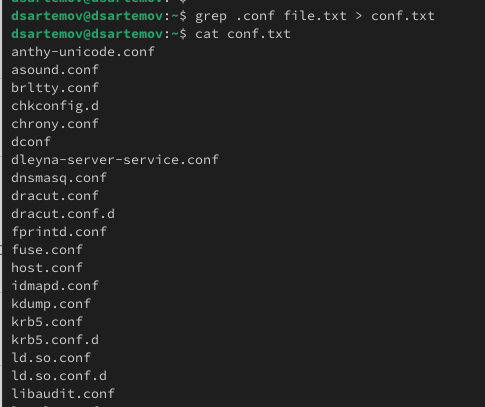 dsartemov@dsartemov:~$ grep .conf file.txt > conf.txt
dsartemov@dsartemov:~$ cat conf.txt
anthy-unicode.conf
asound.conf
brltty.conf
chkconfig.d
chrony.conf
dconf
dleyna-server-service.conf
dnsmasq.conf
dracut.conf
dracut.conf.d
fprintd.conf
fuse.conf
host.conf
idmapd.conf
kdump.conf
krb5.conf
krb5.conf.d
ld.so.conf
ld.so.conf.d
libaudit.conf